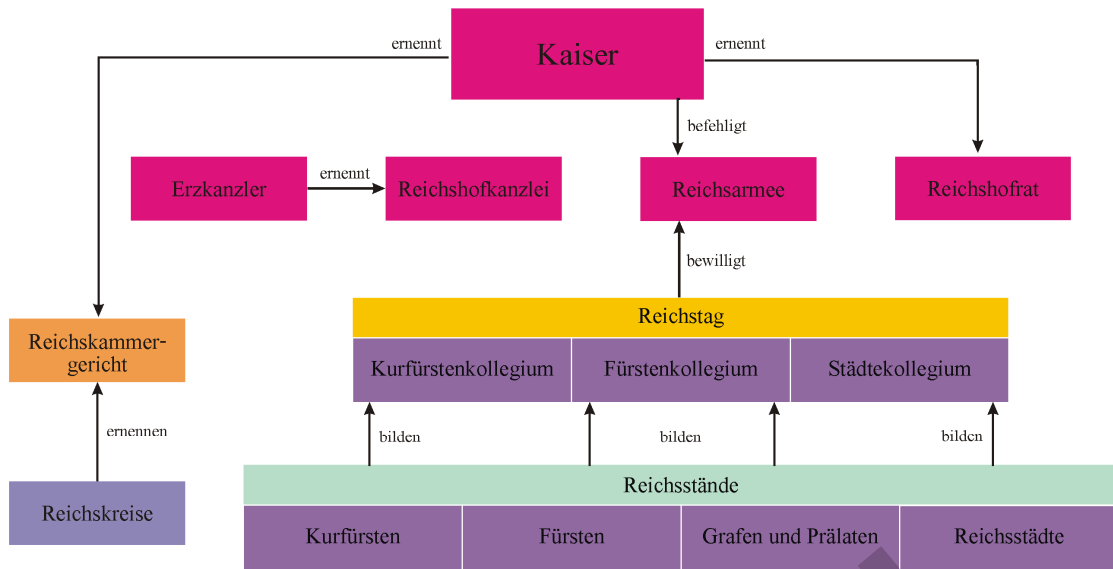 Kaiser
ernennt
ernennt
befehligt
Erzkanzler
ernennt
Reichshofkanzlei
Reichsarmee
Reichshofrat
bewilligt
Reichstag
Reichskammer-
gericht
Kurfürstenkollegium
Fürstenkollegium
Städtekollegium
ernennen
bilden
bilden
bilden
Reichsstände
Reichskreise
Kurfürsten
Fürsten
Grafen und Prälaten
Reichsstädte